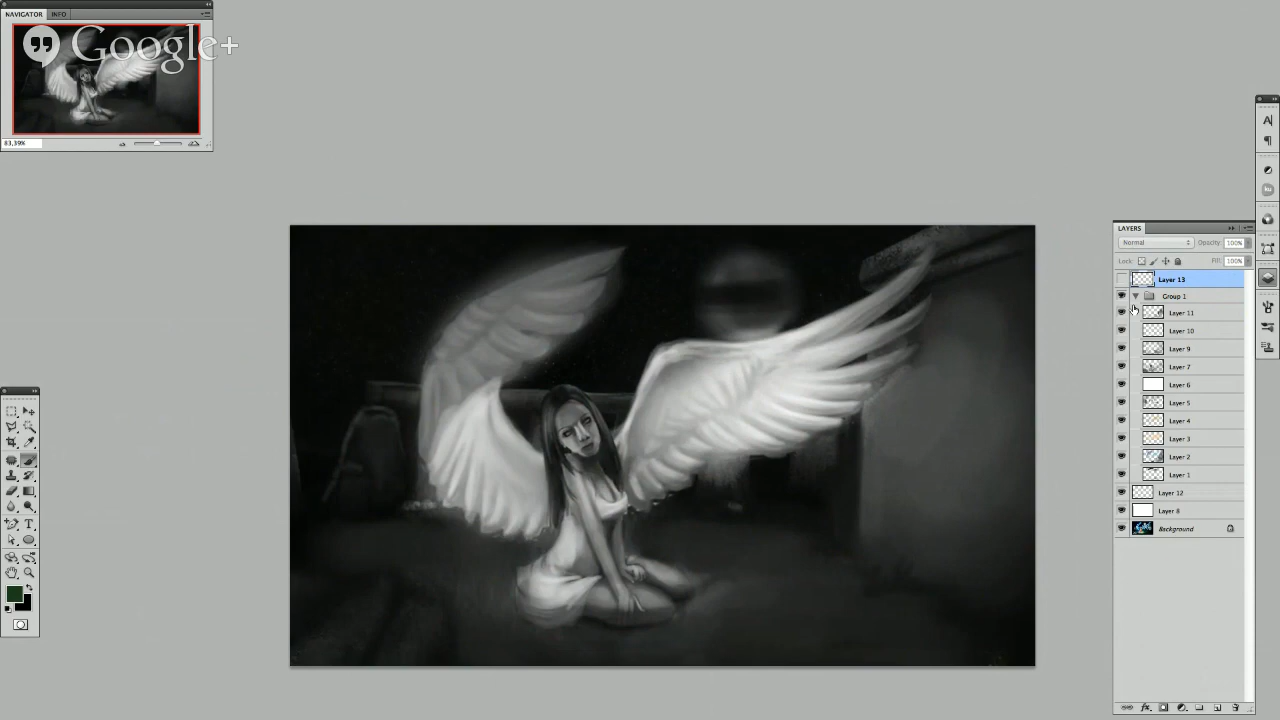 NAVIGATOR INFO
Google+
83,39%
LAYERS
Normal Opacity: 100%
Lock: Fill: 100%
Layer 13
Group 1
Layer 11
Layer 10
Layer 9
Layer 7
Layer 6
Layer 5
Layer 4
Layer 3
Layer 2
Layer 1
Layer 12
Layer 8
Background